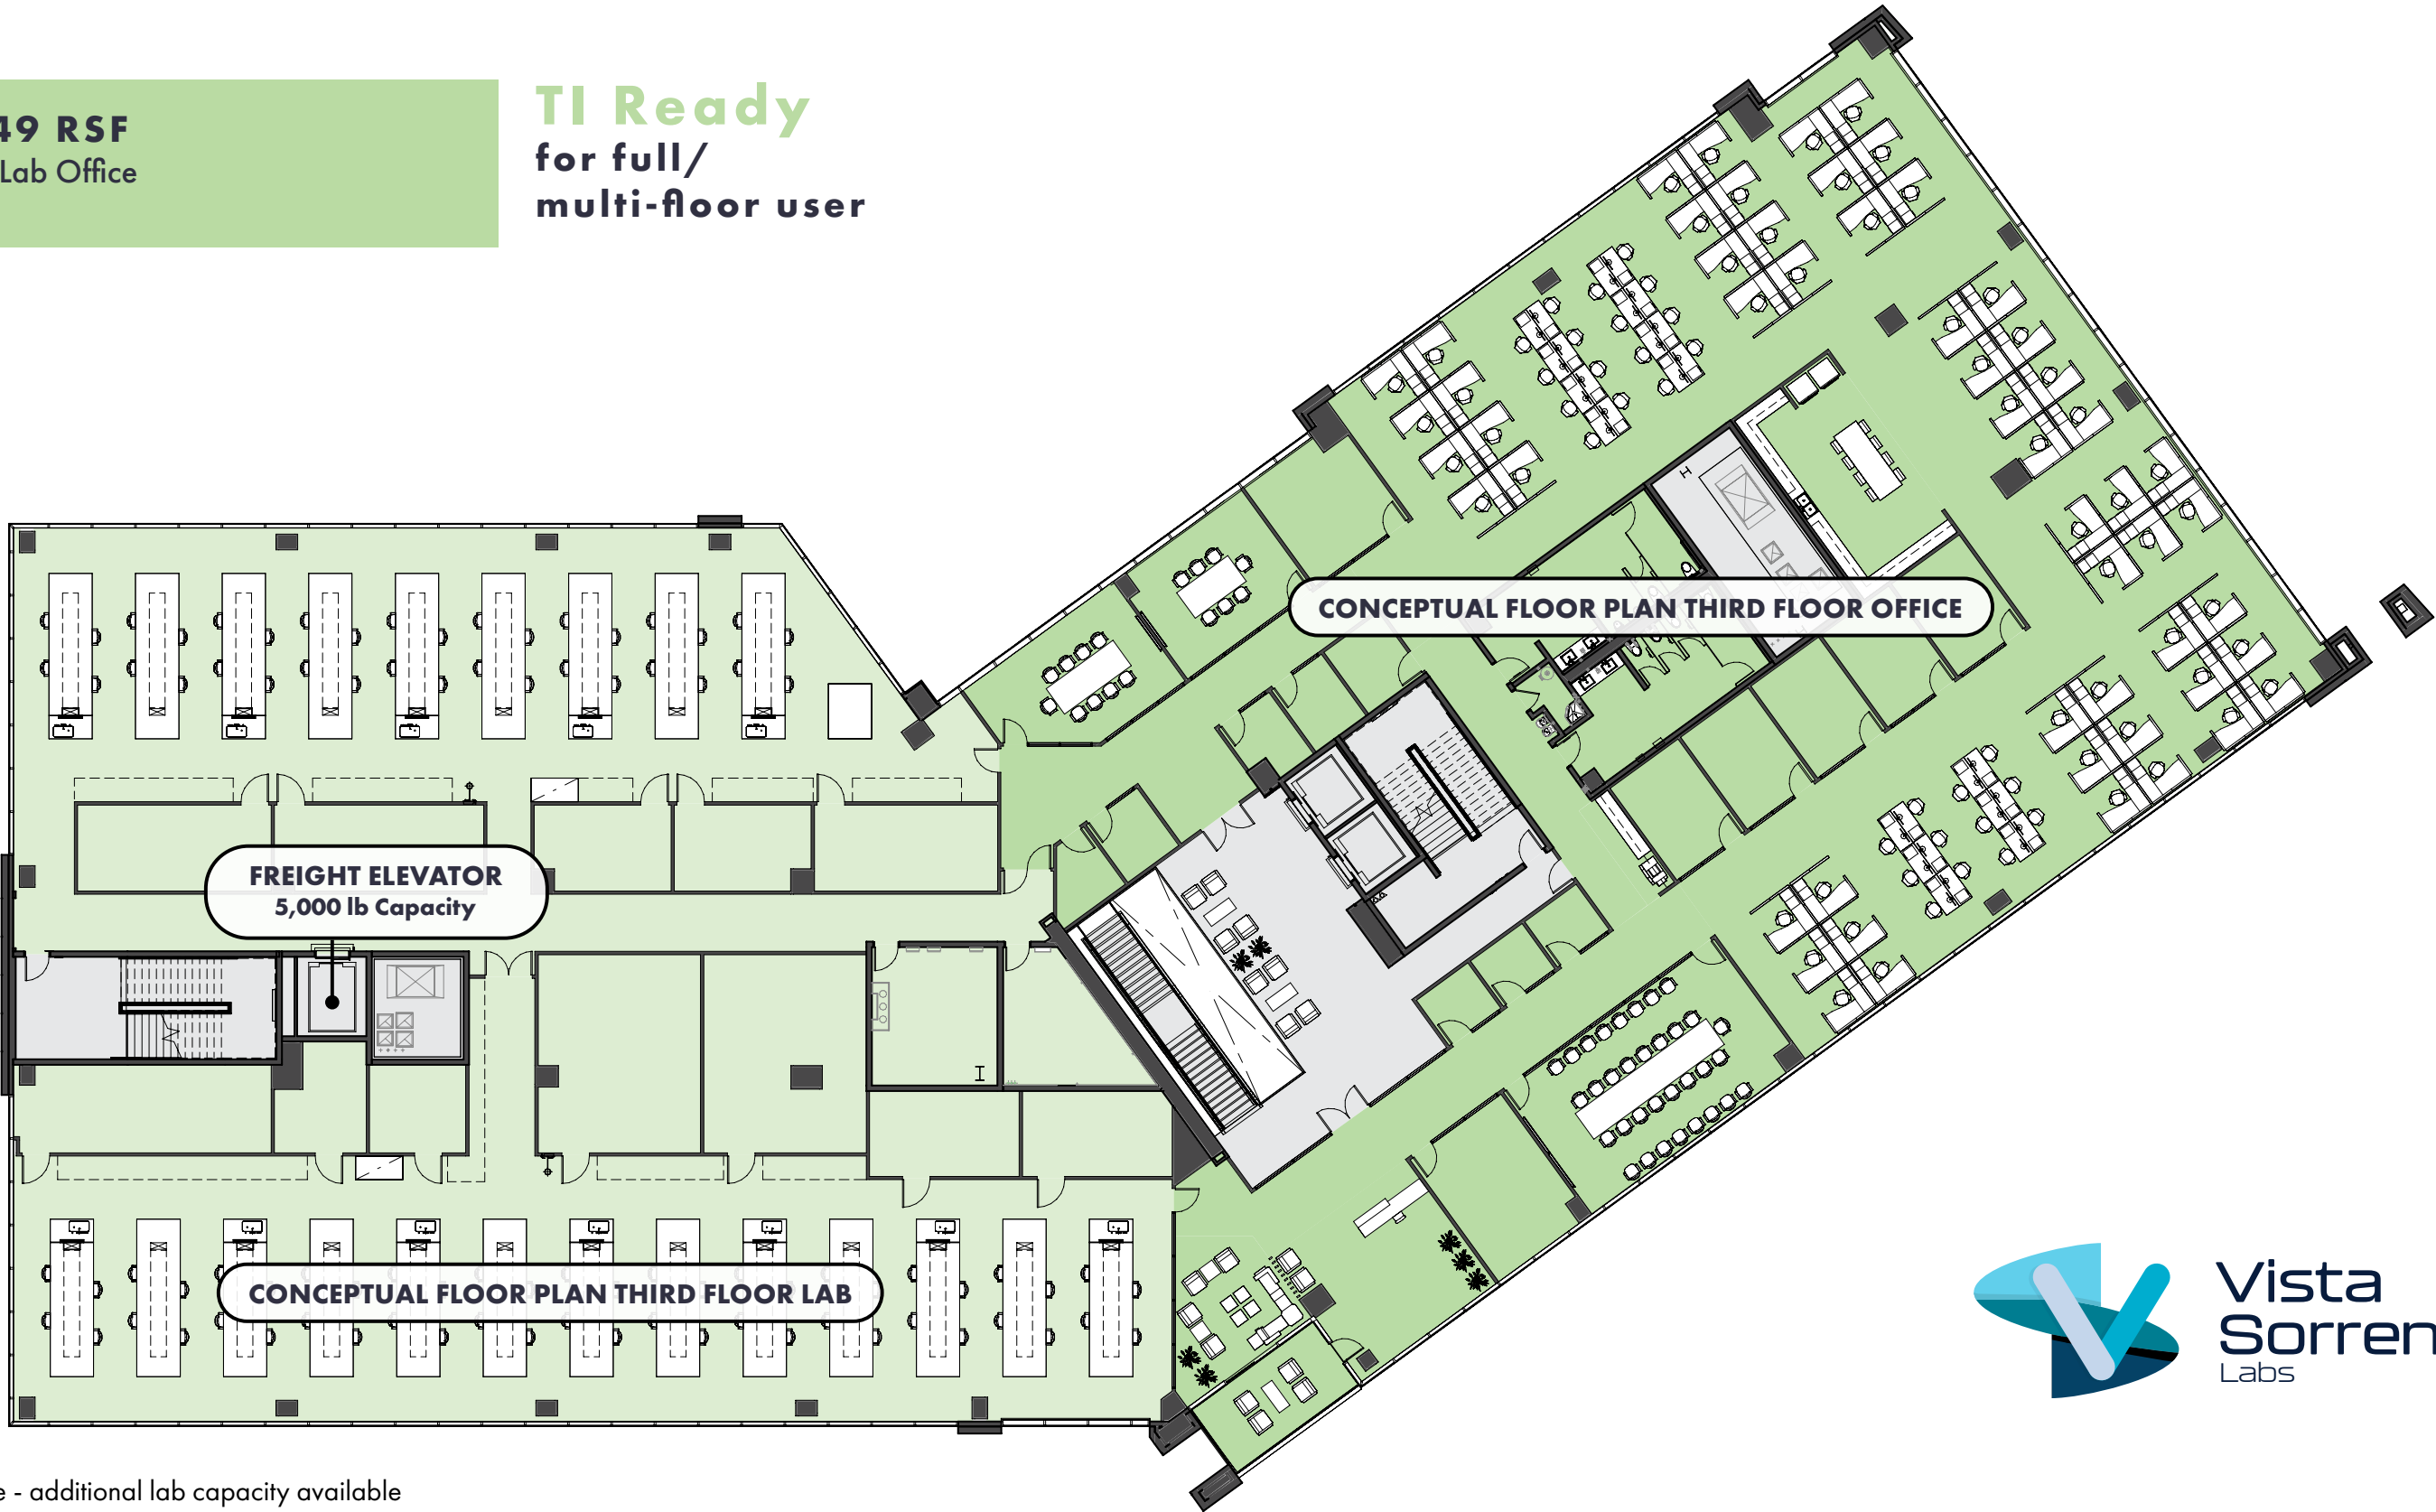 49 RSF
Lab Office
TI Ready
for full/
multi-floor user
CONCEPTUAL FLOOR PLAN THIRD FLOOR OFFICE
FREIGHT ELEVATOR
5,000 lb Capacity
CONCEPTUAL FLOOR PLAN THIRD FLOOR LAB
Vista
Sorren
Labs
e - additional lab capacity available